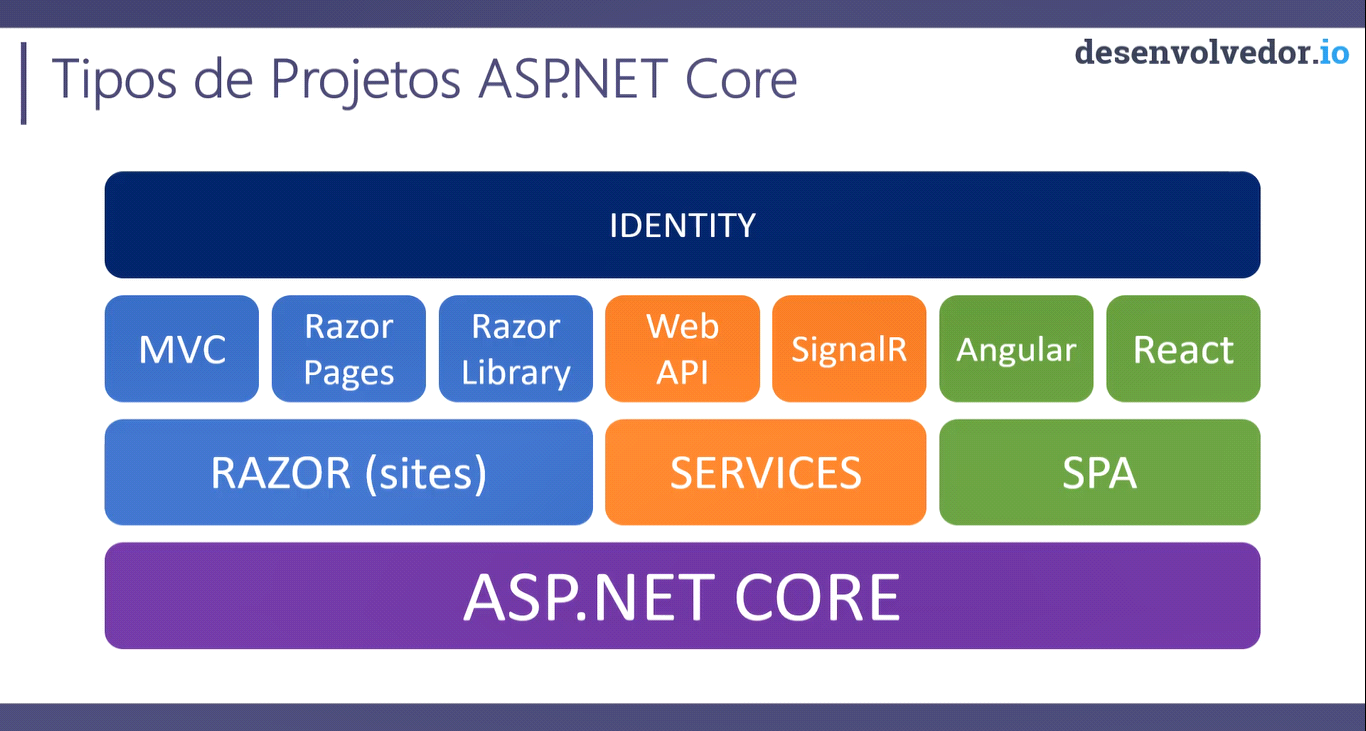 desenvolvedor.io
Tipos de Projetos ASP.NET Core
IDENTITY
MVC
Razor
Pages
Razor
Library
Web
API
SignalR
Angular
React
RAZOR (sites)
SERVICES
SPA
ASP.NET CORE